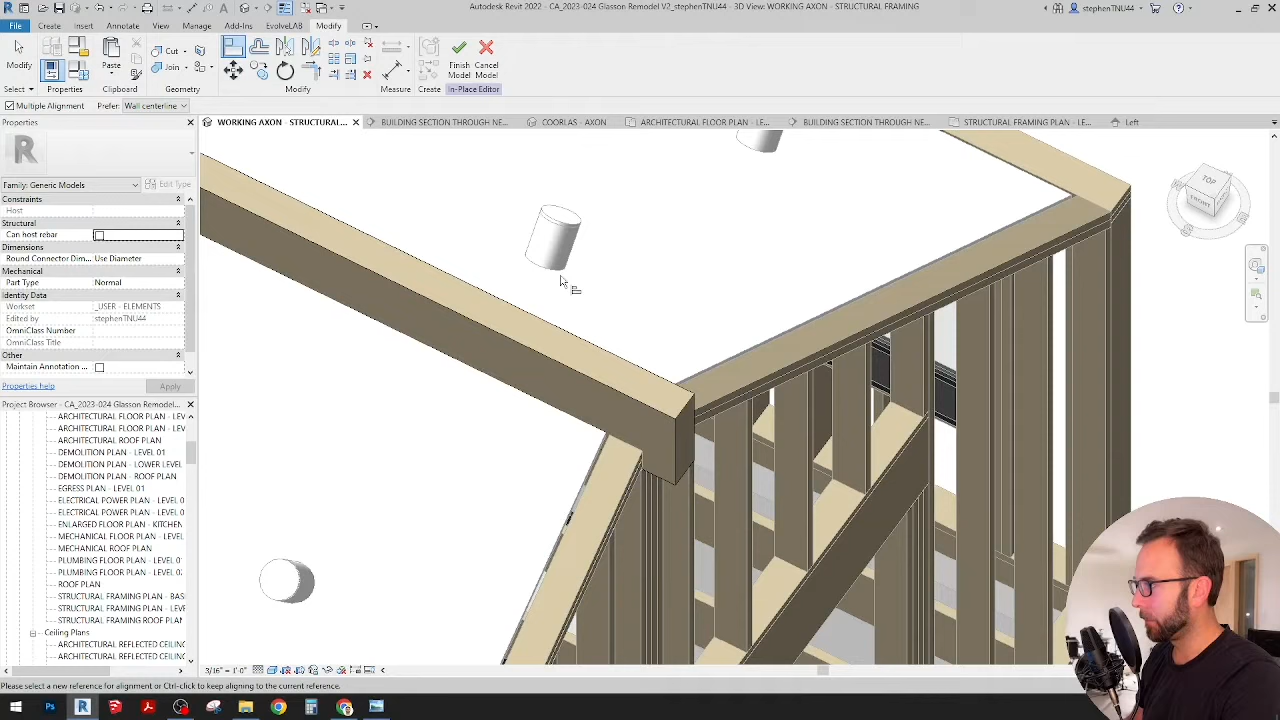 Autodesk Revit 2022 - CA_2023-024 Glasson Remodel V2_stephenTNU44 - 3D View: WORKING AXON - STRUCTURAL FRAMING
stephenTNU44
File Create Annotate Insert View Manage Add-Ins EvolveLAB Modify
Modify Paste Cut Join Finish Model Cancel Model
Select Properties Clipboard Geometry Modify Measure Create In-Place Editor
Multiple Alignment Prefer: Wall centerline
Properties
WORKING AXON - STRUCTURAL... BUILDING SECTION THROUGH NE... COOBLAS - AXON ARCHITECTURAL FLOOR PLAN - LE... BUILDING SECTION THROUGH NE... STRUCTURAL FRAMING PLAN - LE... Left
Family: Generic Models Edit Type
Constraints
Host
Structural
Can host rebar
Dimensions
Round Connector Dim... Use Diameter
Mechanical
Part Type Normal
Identity Data
Workset _USER - ELEMENTS
Edited by stephenTNU44
OmniClass Number
OmniClass Title
Other
Maintain Annotation ...
Properties help Apply
Project Browser - CA_2023-024 Glasson Remodel...
ARCHITECTURAL FLOOR PLAN - LEV
ARCHITECTURAL FLOOR PLAN - LE
ARCHITECTURAL ROOF PLAN
DEMOLITION PLAN - LEVEL 01
DEMOLITION PLAN - LOWER LEVEL
DEMOLITION PLAN - ROOF
EGRESS PLAN - LEVEL 01
ELECTRICAL POWER PLAN - LEVEL 0
ELECTRICAL POWER PLAN - LEVEL 0
ENLARGED FLOOR PLAN - KITCHEN
MECHANICAL FLOOR PLAN - LEVEL
MECHANICAL ROOF PLAN
PLUMBING FLOOR PLAN - LEVEL 01
PLUMBING FLOOR PLAN - LEVEL 02
ROOF PLAN
STRUCTURAL FRAMING PLAN - BAS
STRUCTURAL FRAMING PLAN - LEVE
STRUCTURAL FRAMING ROOF PLAN
Ceiling Plans
ARCHITECTURAL REFLECTED CEILING
ARCHITECTURAL REFLECTED CEILING
TOP
FRONT
3/16" = 1'-0"
Please select a new reference for alignment or Ctrl-click to keep aligning to the current reference.